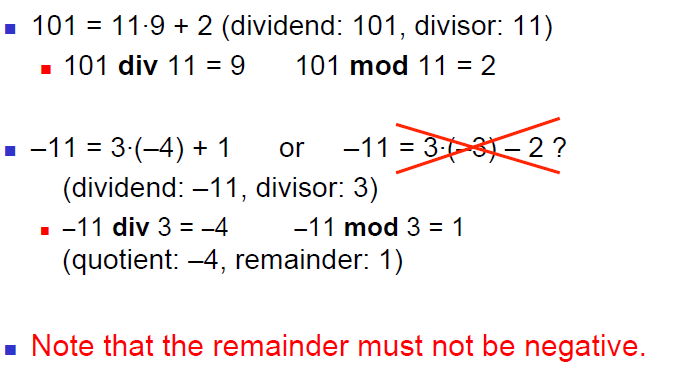 101 = 11·9 + 2 (dividend: 101, divisor: 11)
101 div 11 = 9 101 mod 11 = 2
–11 = 3·(–4) + 1 or –11 = 3·(–3) – 2 ?
(dividend: –11, divisor: 3)
–11 div 3 = –4 –11 mod 3 = 1
(quotient: –4, remainder: 1)
Note that the remainder must not be negative.